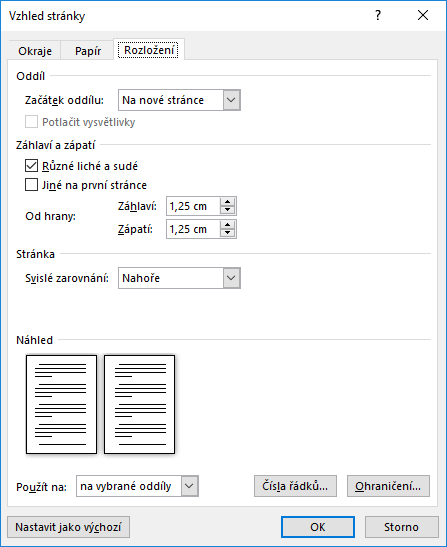 Vzhled stránky
Okraje Papír Rozložení
Oddíl
Začátek oddílu: Na nové stránce
Potlačit vysvětlivky
Záhlaví a zápatí
Různé liché a sudé
Jiné na první stránce
Od hrany: Záhlaví: 1,25 cm
Zápatí: 1,25 cm
Stránka
Svislé zarovnání: Nahoře
Náhled
Použít na: na vybrané oddíly Čísla řádků... Ohraničení...
Nastavit jako výchozí OK Storno